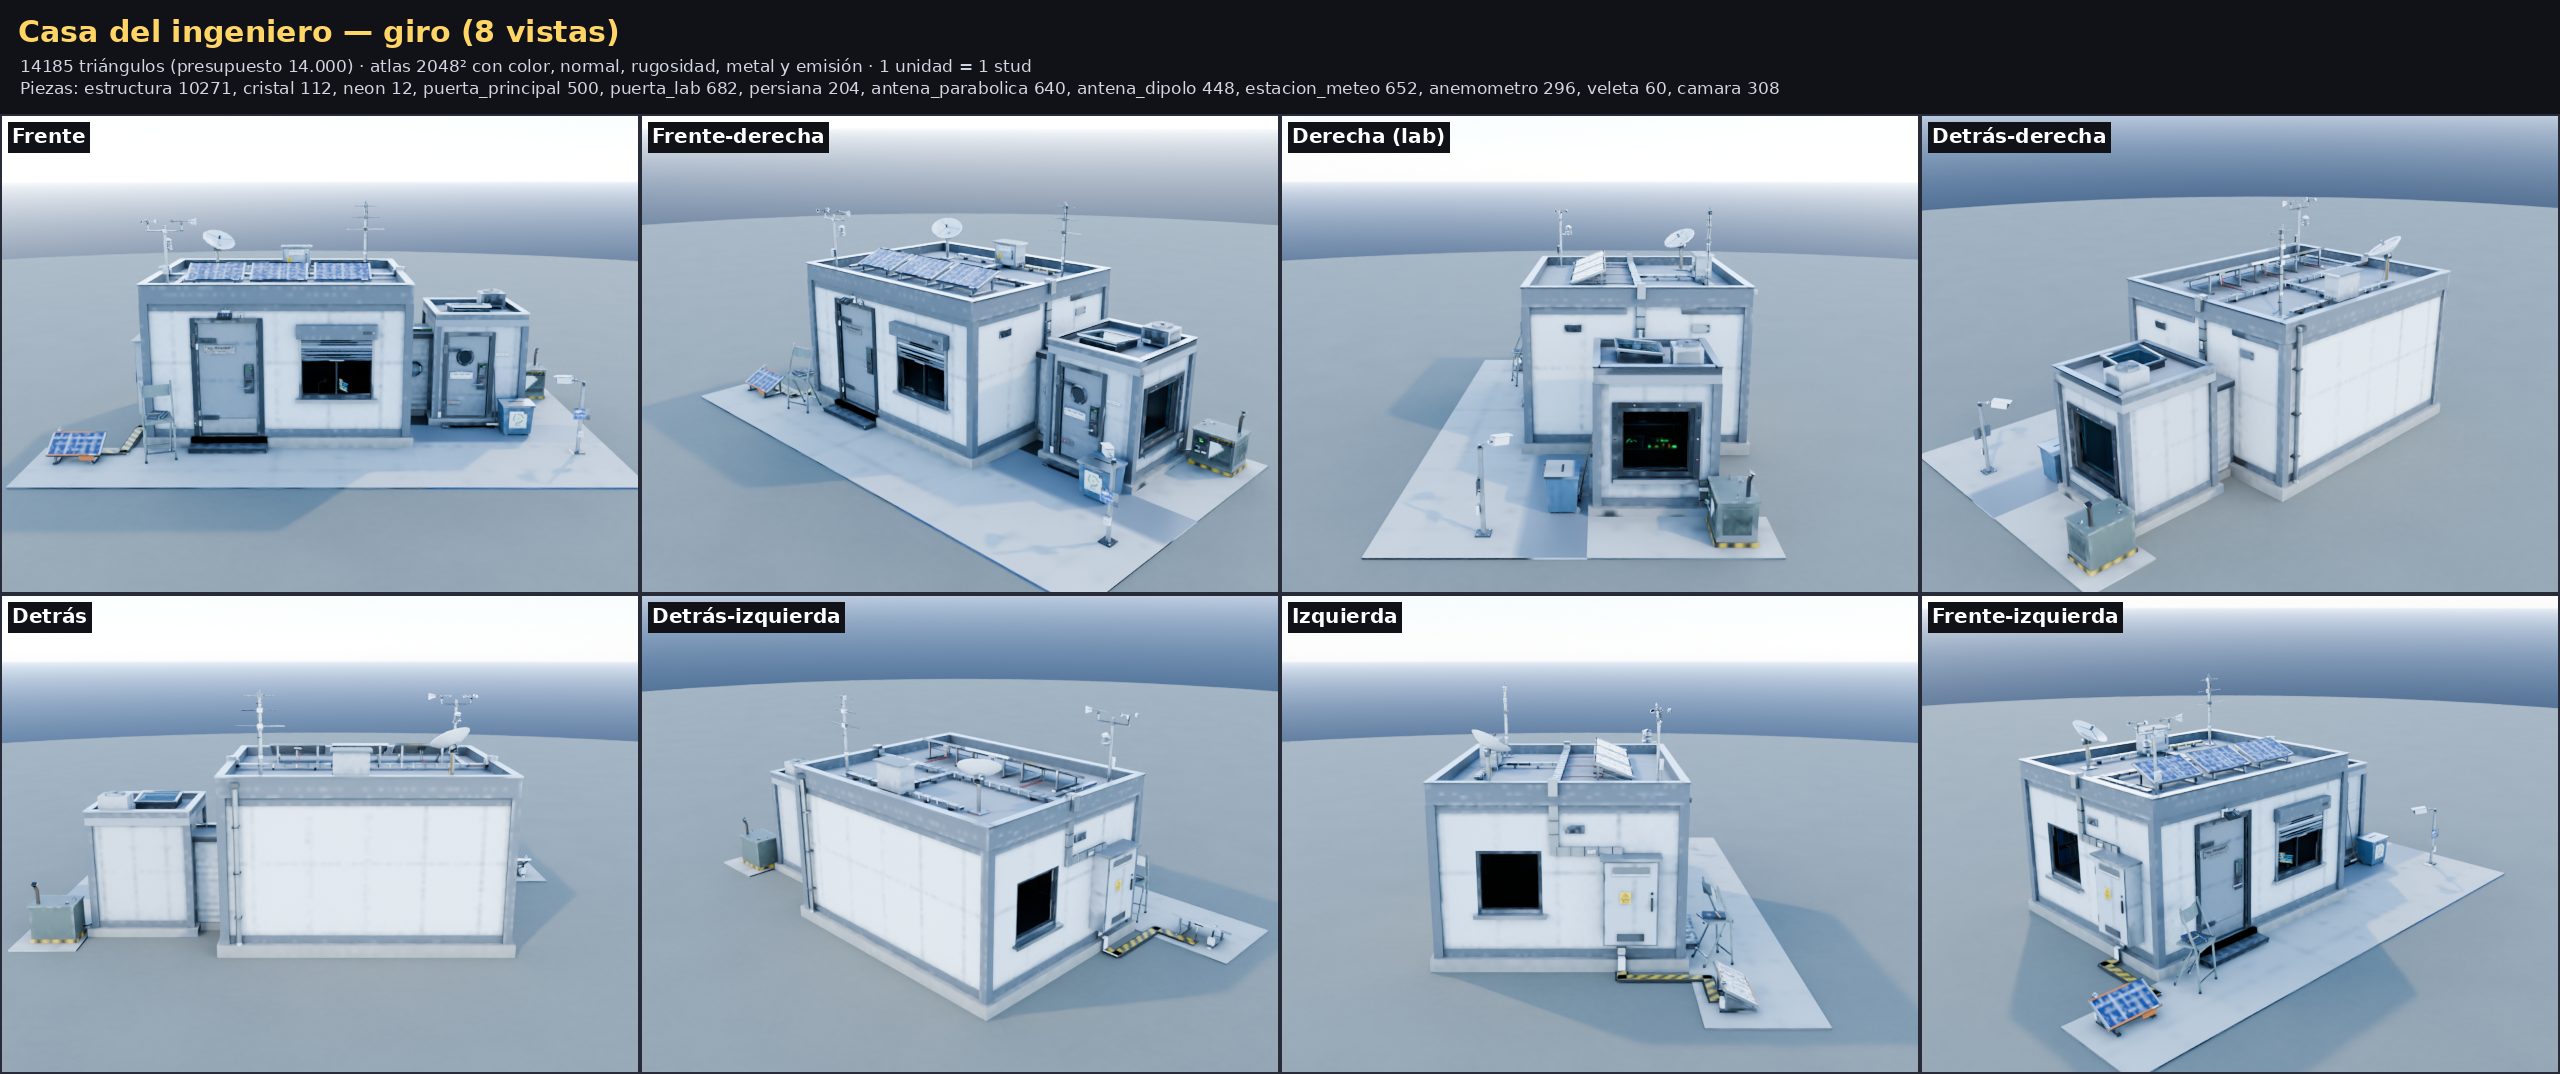 Casa del ingeniero — giro (8 vistas)
14185 triángulos (presupuesto 14.000) · atlas 2048² con color, normal, rugosidad, metal y emisión · 1 unidad = 1 stud
Piezas: estructura 10271, cristal 112, neon 12, puerta_principal 500, puerta_lab 682, persiana 204, antena_parabolica 640, antena_dipolo 448, estacion_meteo 652, anemometro 296, veleta 60, camara 308
Frente
Frente-derecha
Derecha (lab)
Detrás-derecha
Detrás
Detrás-izquierda
Izquierda
Frente-izquierda